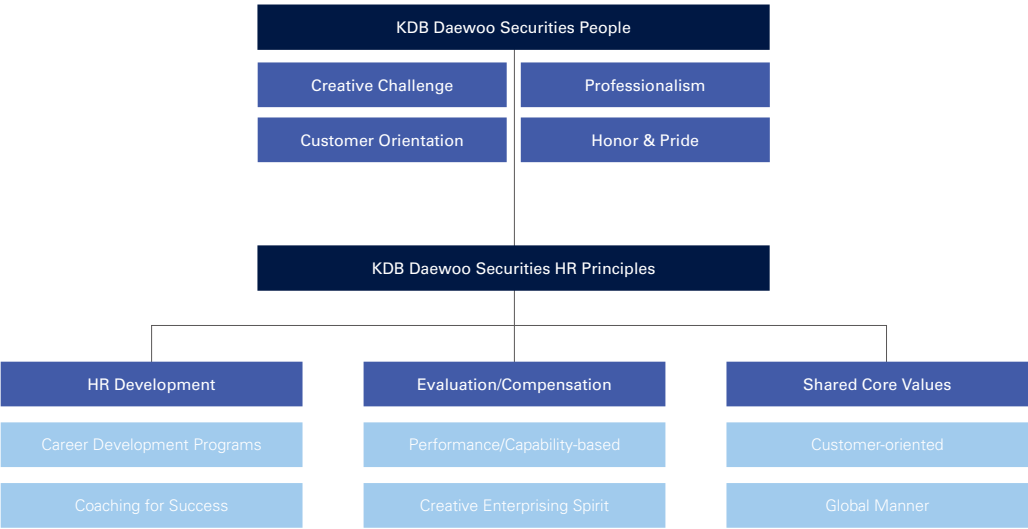 KDB Daewoo Securities People
Creative Challenge
Professionalism
Customer Orientation
Honor & Pride
KDB Daewoo Securities HR Principles
HR Development
Evaluation/Compensation
Shared Core Values
Career Development Programs
Performance/Capability-based
Customer-oriented
Coaching for Success
Creative Enterprising Spirit
Global Manner